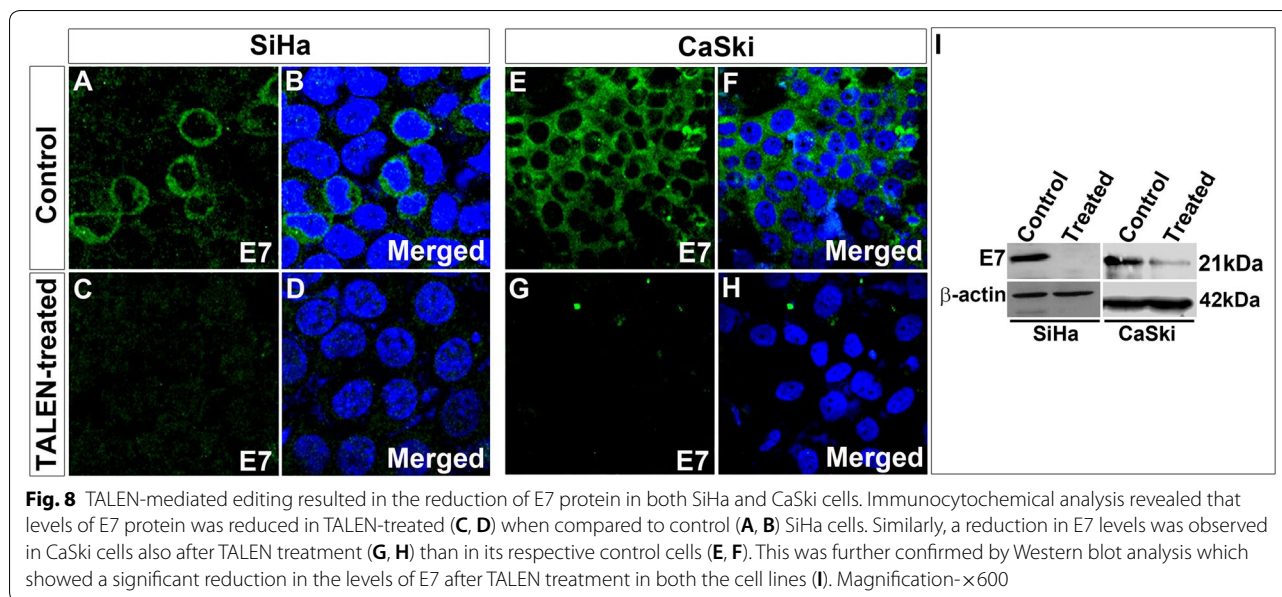 SiHa
CaSki
Control
A
B
E
F
I
E7
Merged
E7
Merged
TALEN-treated
C
D
G
H
E7
Merged
E7
Merged
Control
Treated
Control
Treated
E7
21kDa
β-actin
42kDa
SiHa
CaSki
Fig. 8 TALEN-mediated editing resulted in the reduction of E7 protein in both SiHa and CaSki cells. Immunocytochemical analysis revealed that
levels of E7 protein was reduced in TALEN-treated (C, D) when compared to control (A, B) SiHa cells. Similarly, a reduction in E7 levels was observed
in CaSki cells also after TALEN treatment (G, H) than in its respective control cells (E, F). This was further confirmed by Western blot analysis which
showed a significant reduction in the levels of E7 after TALEN treatment in both the cell lines (I). Magnification-×600